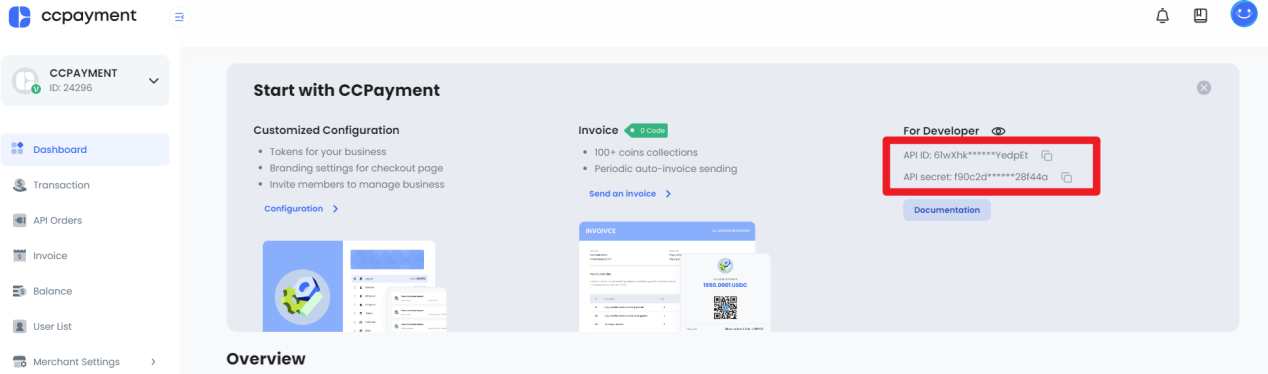 ccpayment
CCPAYMENT
ID: 24296
Dashboard
Transaction
API Orders
Invoice
Balance
User List
Merchant Settings
Start with CCPayment
Customized Configuration
• Tokens for your business
• Branding settings for checkout page
• Invite members to manage business
Configuration
Invoice 0 Code
• 100+ coins collections
• Periodic auto-invoice sending
Send an invoice
INVOIVCE
1950.0001 USDC
For Developer
API ID: 61wXhk******YedpEt
API secret: f90c2d******28f44a
Documentation
Overview